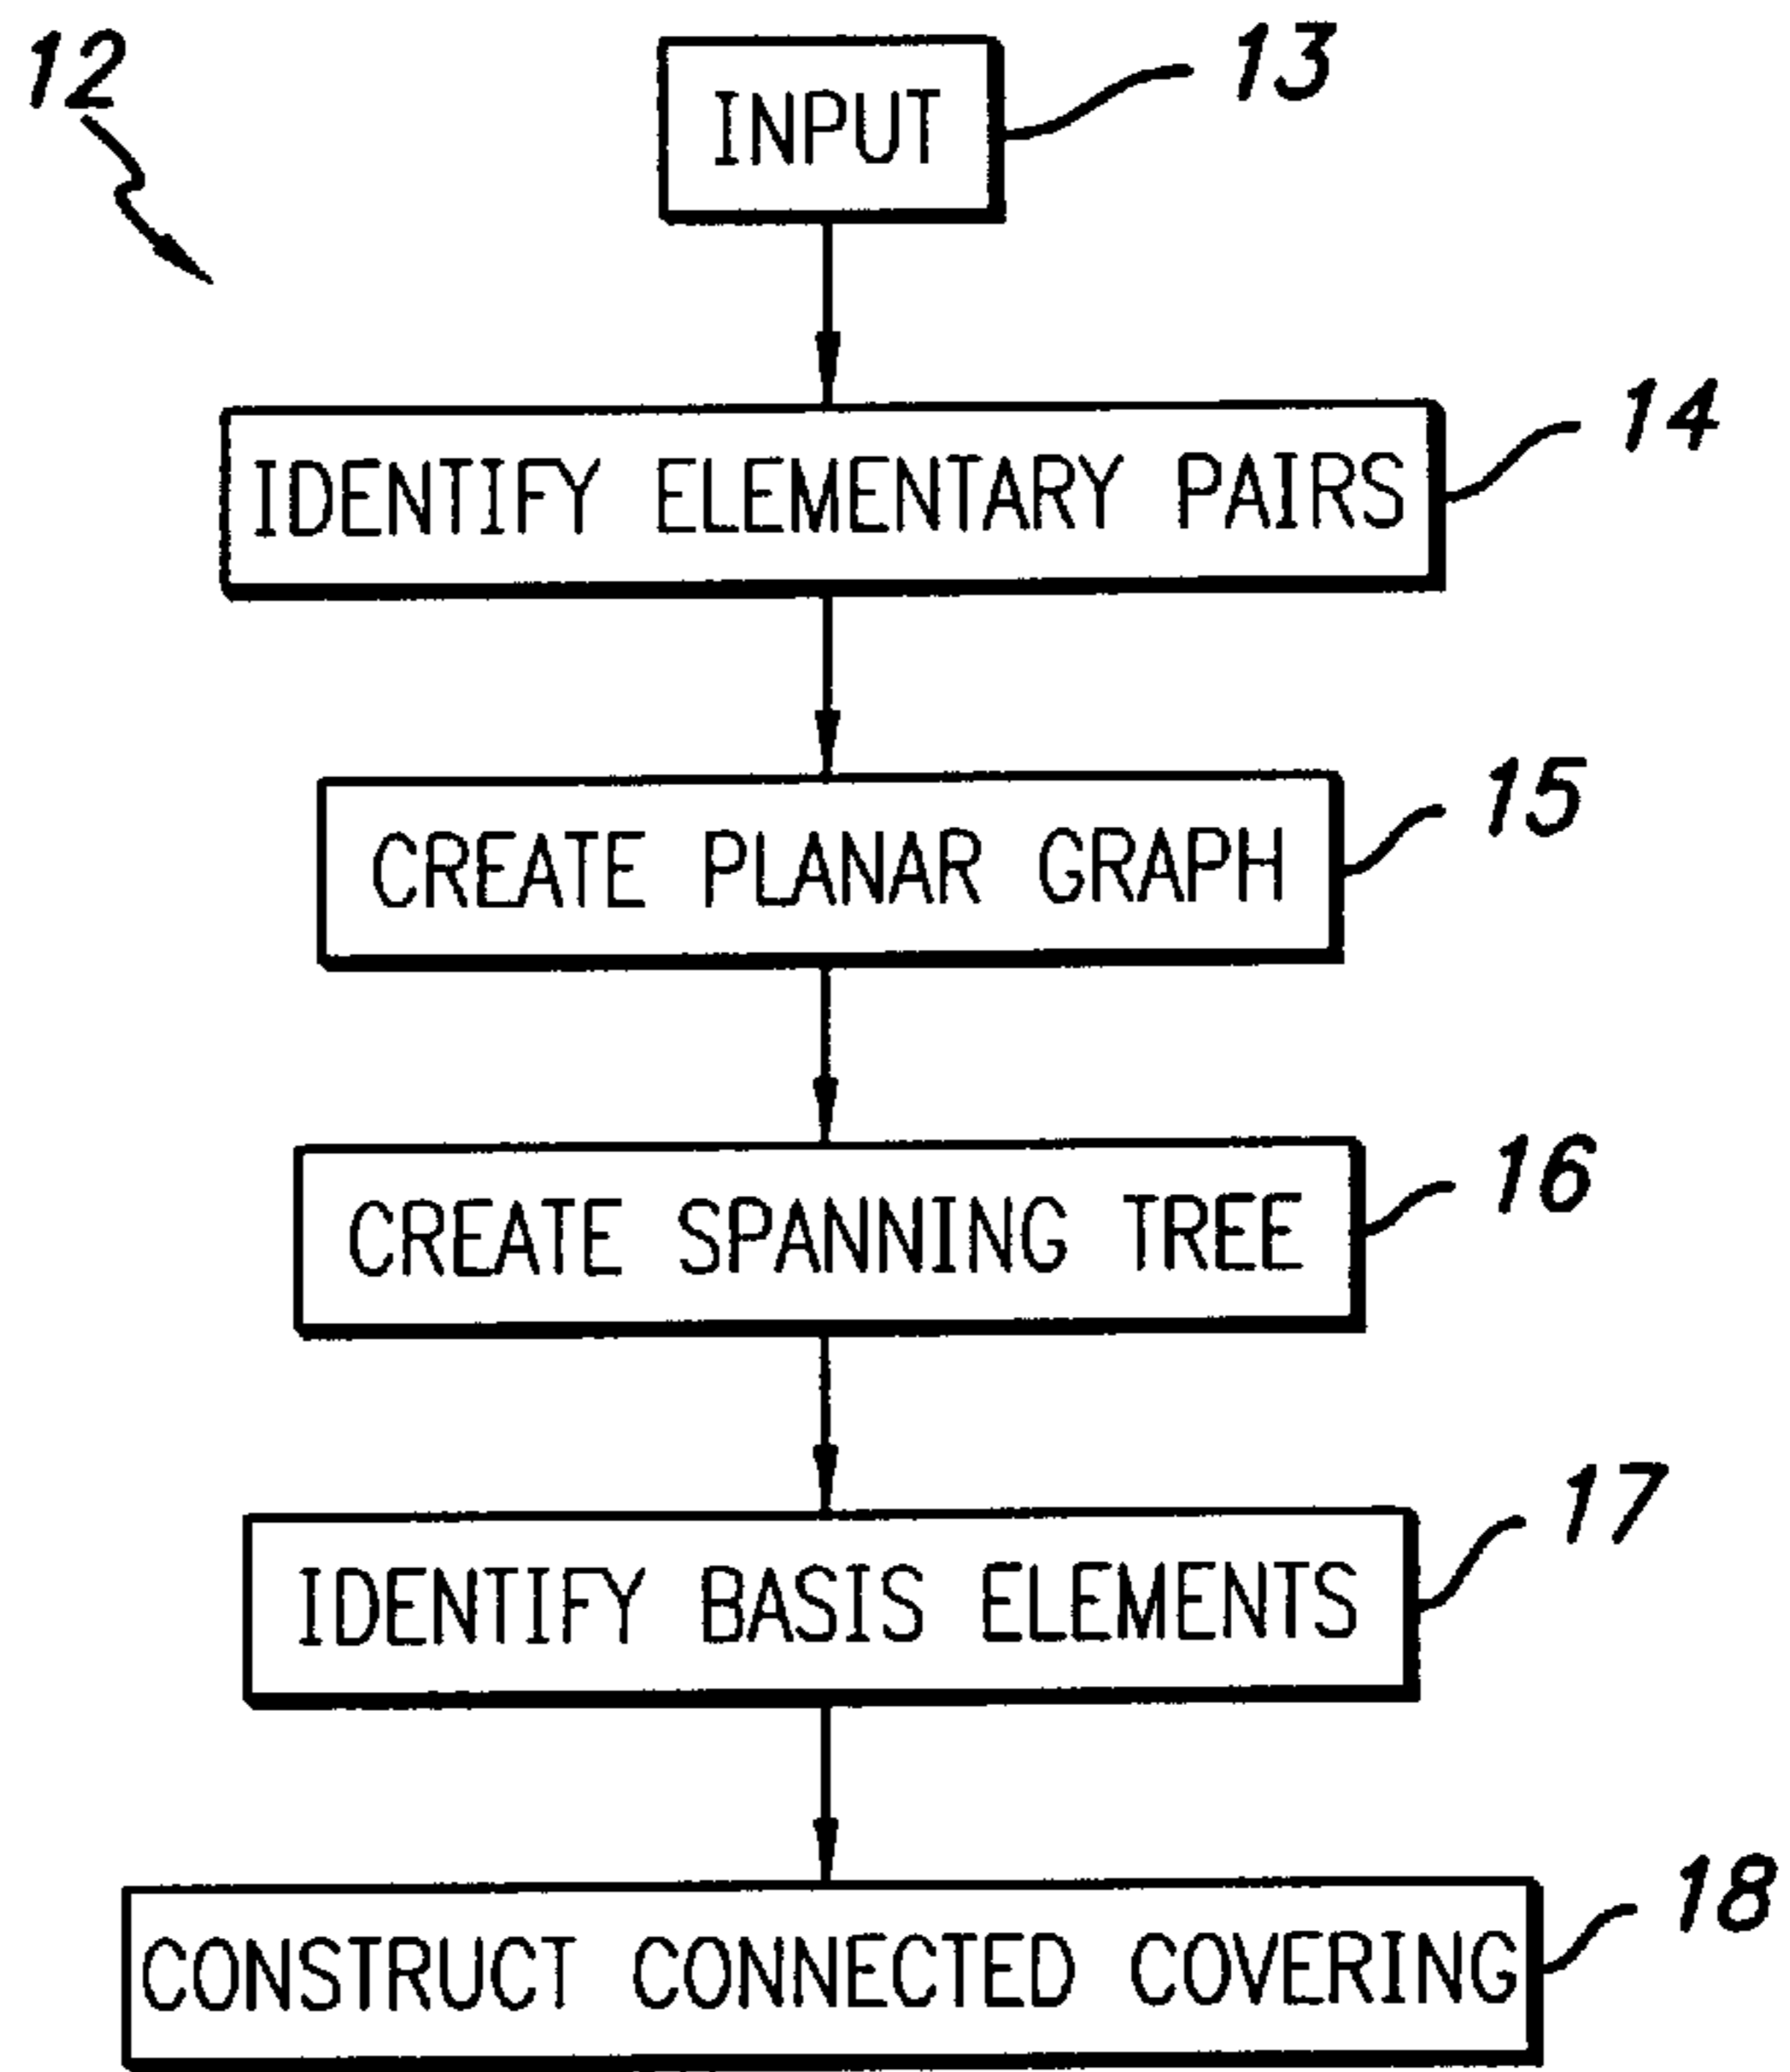 12
INPUT
13
IDENTIFY ELEMENTARY PAIRS
14
CREATE PLANAR GRAPH
15
CREATE SPANNING TREE
16
IDENTIFY BASIS ELEMENTS
17
CONSTRUCT CONNECTED COVERING
18